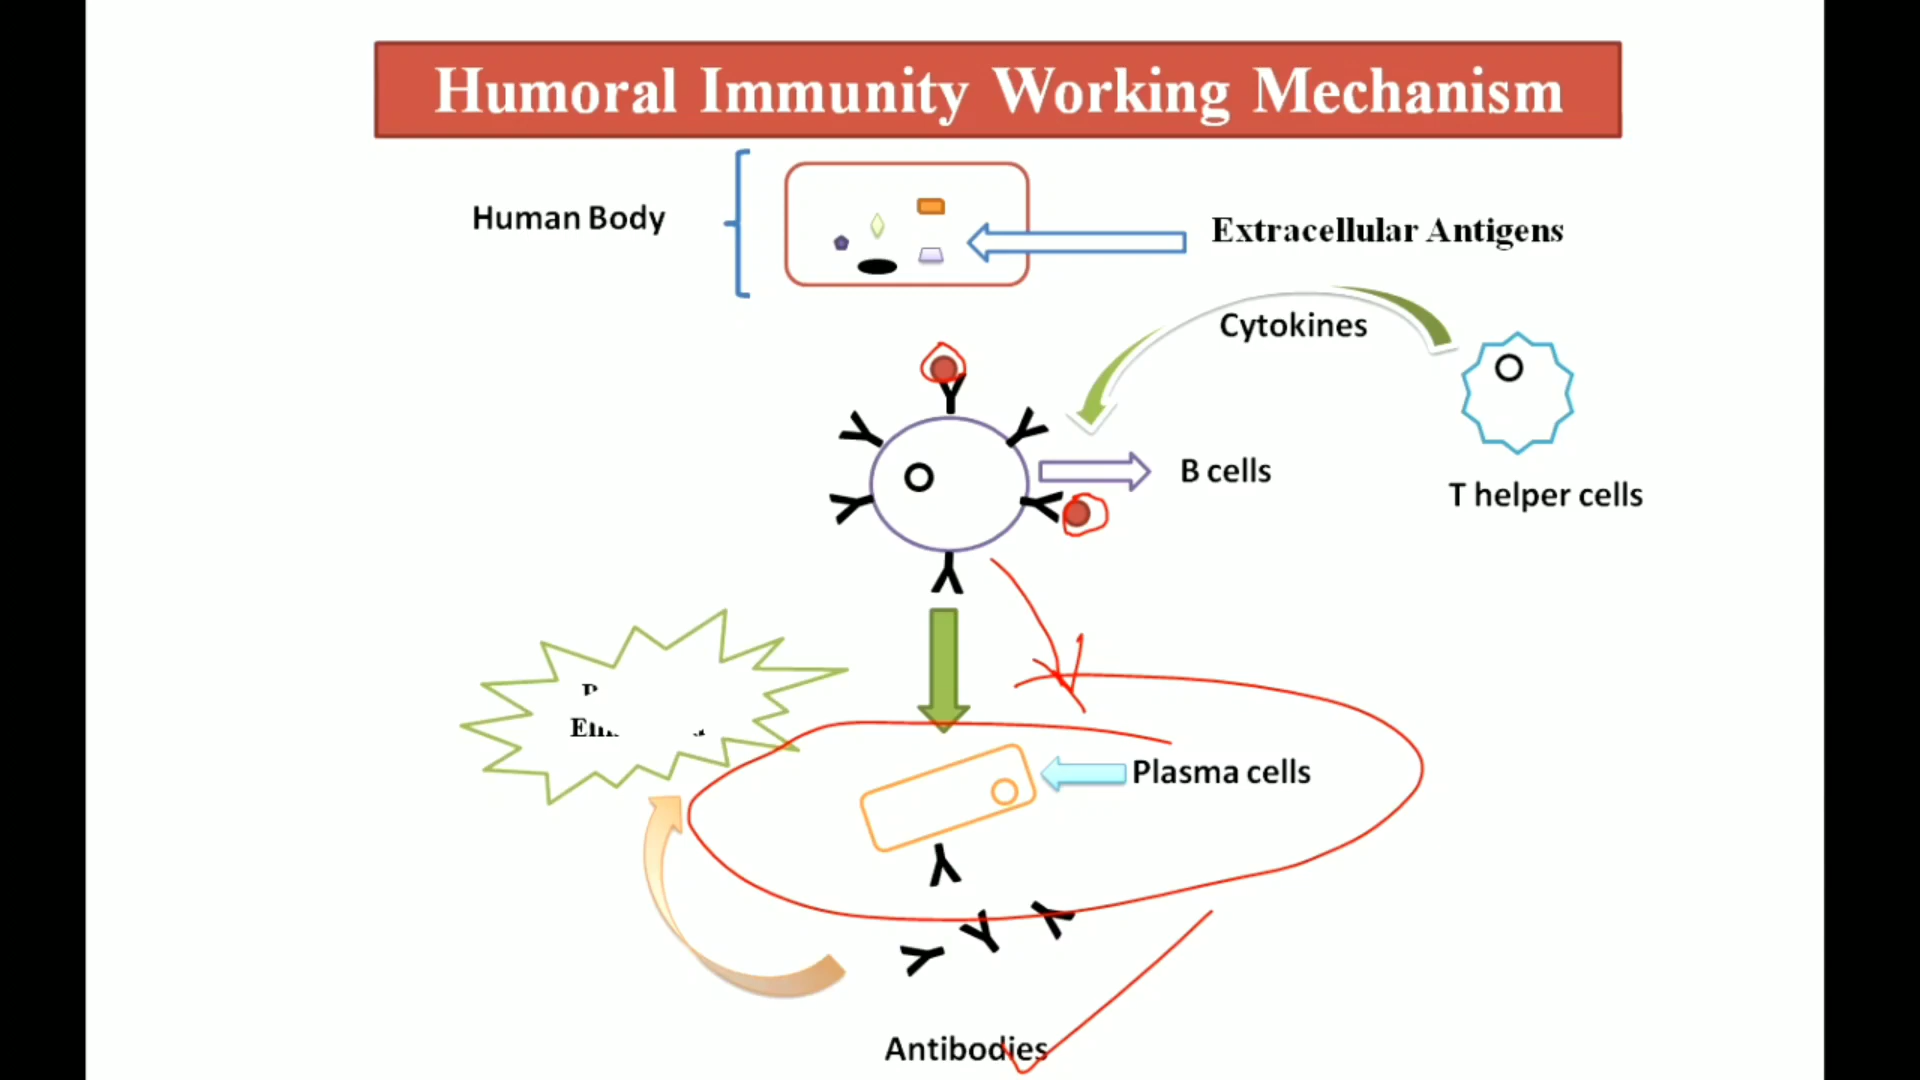 Humoral Immunity Working Mechanism
Human Body
Extracellular Antigens
Cytokines
B cells
T helper cells
Plasma cells
Antibodies